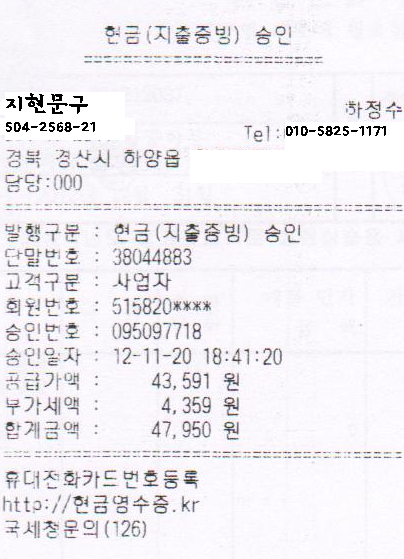 현금(지출증빙) 승인
==============================
지현문구 하정수
504-2568-21 Tel:010-5825-1171
경북 경산시 하양읍
담당:000
==============================
발행구분 : 현금(지출증빙) 승인
단말번호 : 38044883
고객구분 : 사업자
회원번호 : 515820****
승인번호 : 095097718
승인일자 : 12-11-20 18:41:20
공급가액 : 43,591 원
부가세액 : 4,359 원
합계금액 : 47,950 원
==============================
휴대전화카드번호등록
http://현금영수증.kr
국세청문의(126)